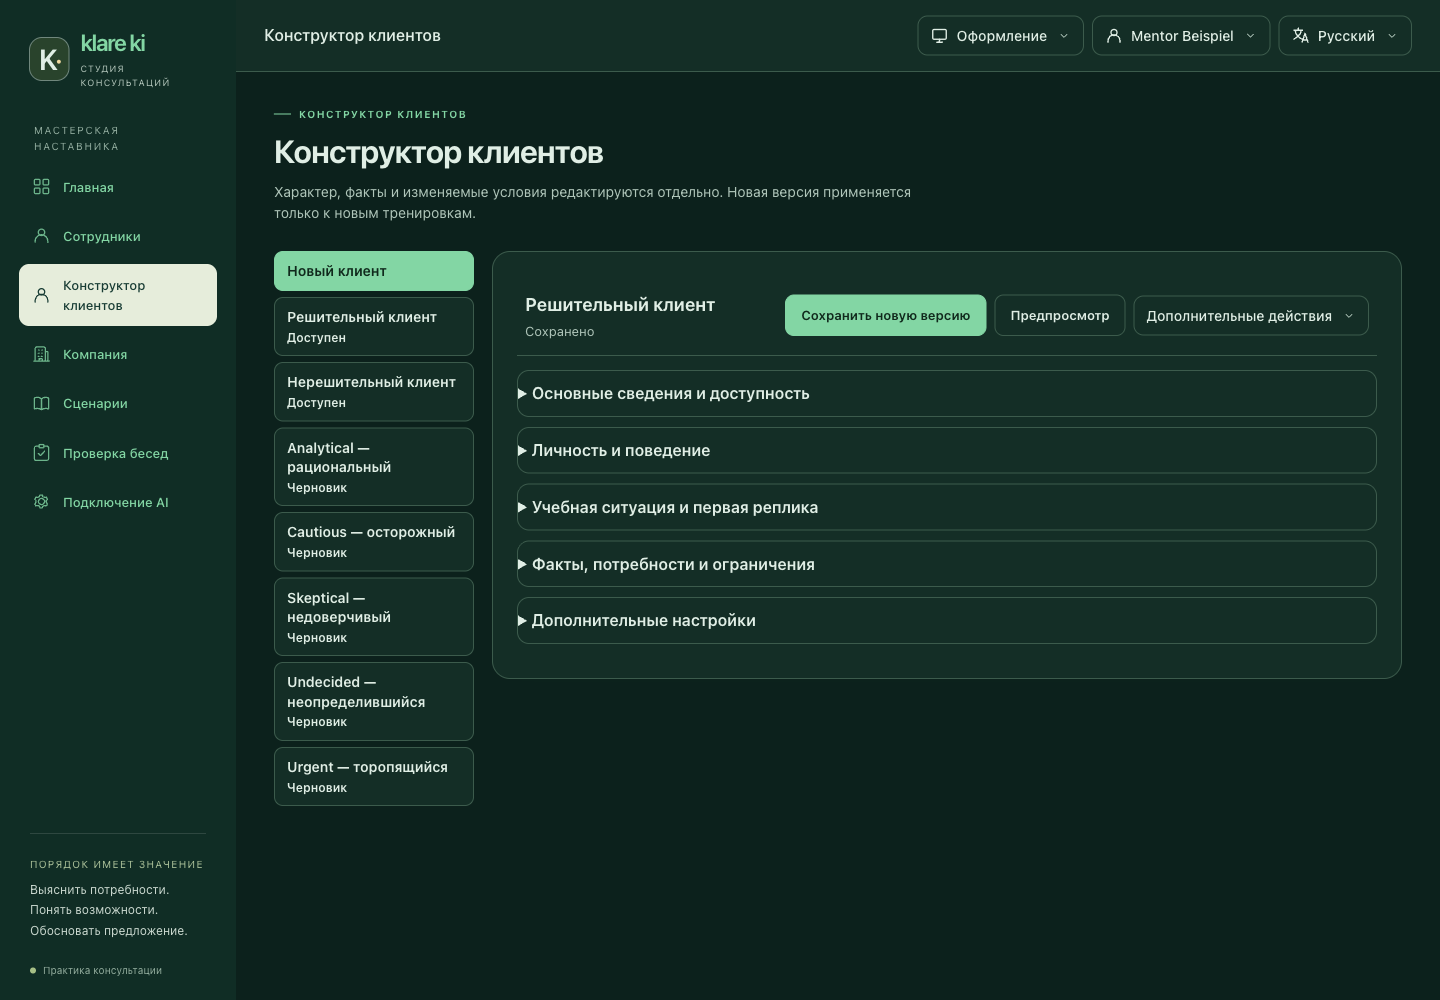 K
klare ki
СТУДИЯ
КОНСУЛЬТАЦИЙ
МАСТЕРСКАЯ
НАСТАВНИКА
Главная
Сотрудники
Конструктор
клиентов
Компания
Сценарии
Проверка бесед
Подключение AI
ПОРЯДОК ИМЕЕТ ЗНАЧЕНИЕ
Выяснить потребности.
Понять возможности.
Обосновать предложение.
Практика консультации
Конструктор клиентов
Оформление
Mentor Beispiel
Русский
КОНСТРУКТОР КЛИЕНТОВ
Конструктор клиентов
Характер, факты и изменяемые условия редактируются отдельно. Новая версия применяется
только к новым тренировкам.
Новый клиент
Решительный клиент
Доступен
Нерешительный клиент
Доступен
Analytical —
рациональный
Черновик
Cautious — осторожный
Черновик
Skeptical —
недоверчивый
Черновик
Undecided —
неопределившийся
Черновик
Urgent — торопящийся
Черновик
Решительный клиент
Сохранено
Сохранить новую версию
Предпросмотр
Дополнительные действия
Основные сведения и доступность
Личность и поведение
Учебная ситуация и первая реплика
Факты, потребности и ограничения
Дополнительные настройки